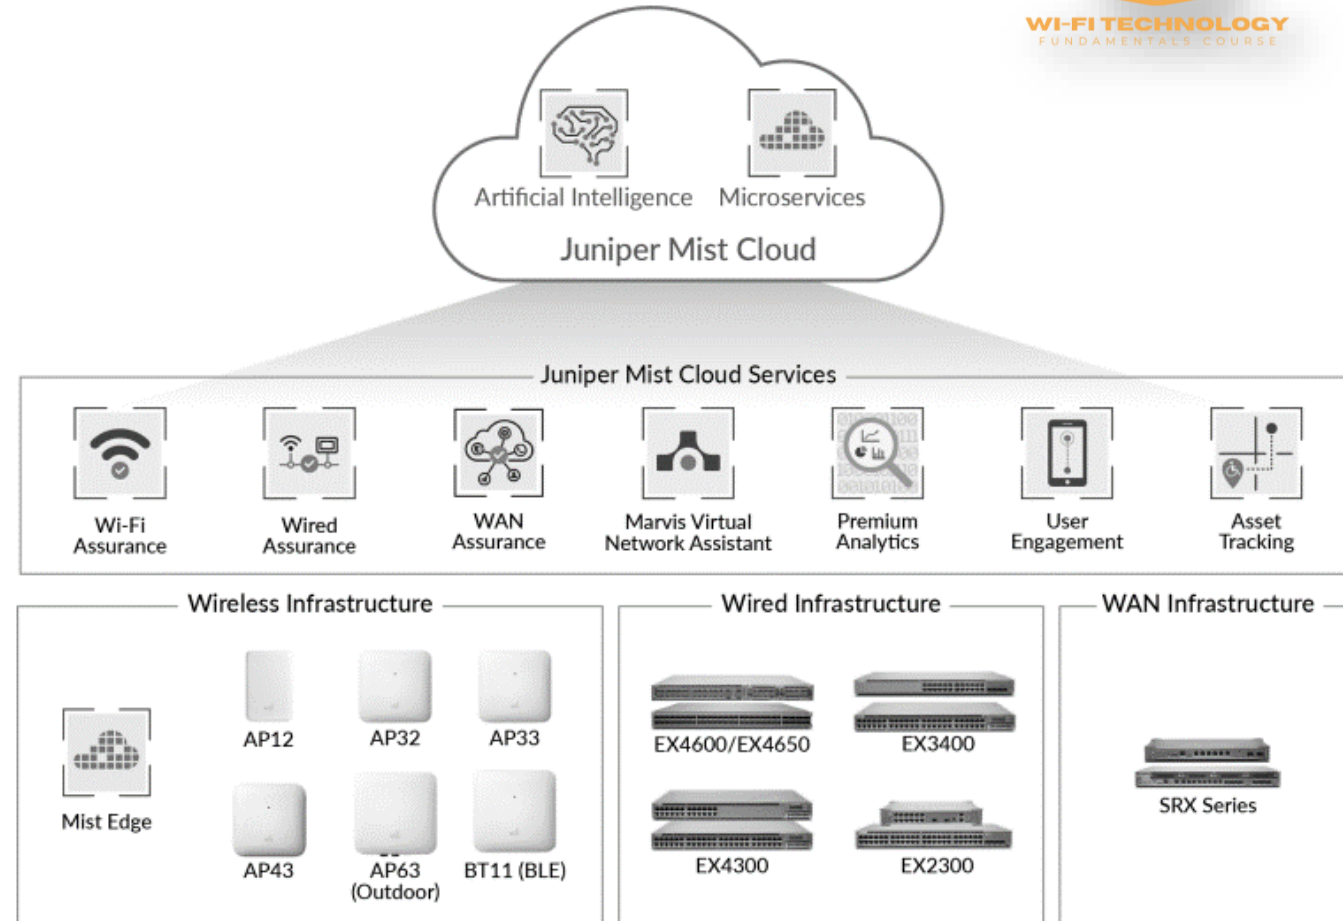 WI-FI TECHNOLOGY
FUNDAMENTALS COURSE
Artificial Intelligence
Microservices
Juniper Mist Cloud
Juniper Mist Cloud Services
Wi-Fi
Assurance
Wired
Assurance
WAN
Assurance
Marvis Virtual
Network Assistant
Premium
Analytics
User
Engagement
Asset
Tracking
Wireless Infrastructure
Mist Edge
AP12
AP32
AP33
AP43
AP63
(Outdoor)
BT11 (BLE)
Wired Infrastructure
EX4600/EX4650
EX3400
EX4300
EX2300
WAN Infrastructure
SRX Series